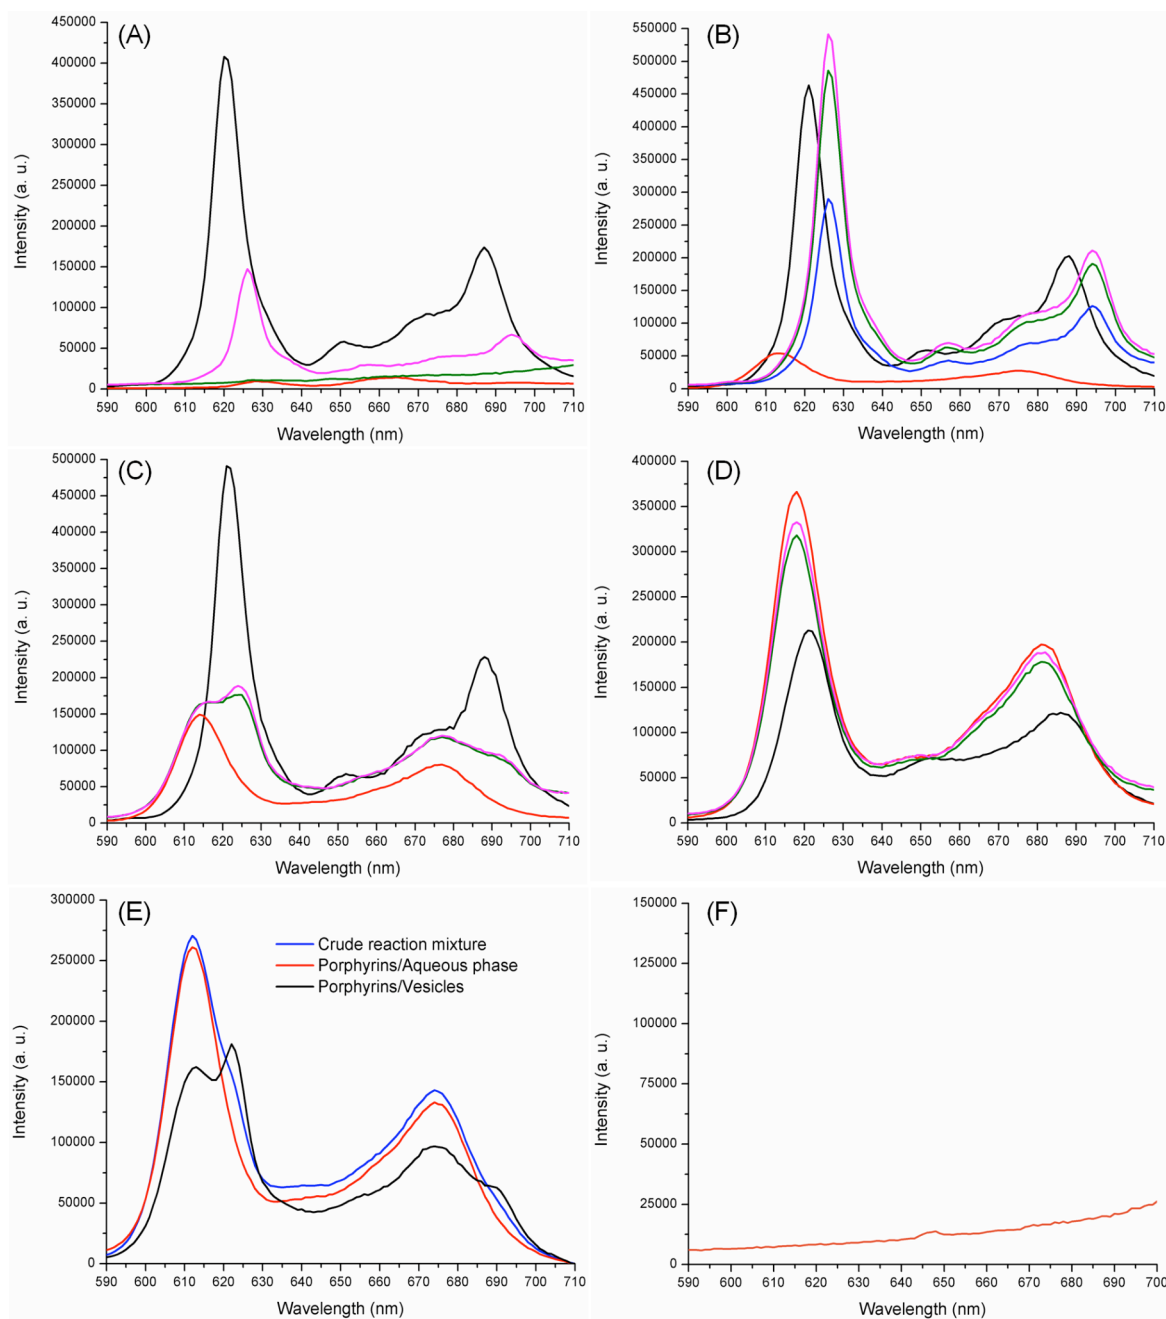 (A)
450000
400000
350000
300000
250000
200000
150000
100000
50000
0
590 600 610 620 630 640 650 660 670 680 690 700 710
Intensity (a. u.)
Wavelength (nm)
(B)
550000
500000
450000
400000
350000
300000
250000
200000
150000
100000
50000
0
590 600 610 620 630 640 650 660 670 680 690 700 710
Intensity (a. u.)
Wavelength (nm)
(C)
500000
450000
400000
350000
300000
250000
200000
150000
100000
50000
0
590 600 610 620 630 640 650 660 670 680 690 700 710
Intensity (a. u.)
Wavelength (nm)
(D)
400000
350000
300000
250000
200000
150000
100000
50000
0
590 600 610 620 630 640 650 660 670 680 690 700 710
Intensity (a. u.)
Wavelength (nm)
(E)
300000
250000
200000
150000
100000
50000
0
Crude reaction mixture
Porphyrins/Aqueous phase
Porphyrins/Vesicles
590 600 610 620 630 640 650 660 670 680 690 700 710
Intensity (a. u.)
Wavelength (nm)
(F)
150000
125000
100000
75000
50000
25000
0
590 600 610 620 630 640 650 660 670 680 690 700
Intensity (a. u.)
Wavelength (nm)